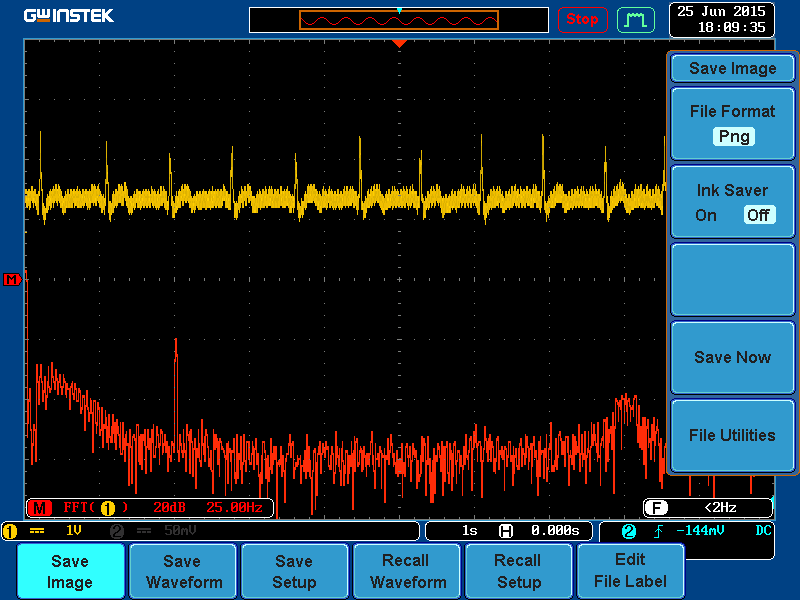 GWINSTEK
Stop
25 Jun 2015
18:09:35
Save Image
File Format
Png
Ink Saver
On Off
M
Save Now
File Utilities
M FFT( 1 ) 20dB 25.00Hz
F <2Hz
1 1V 2 50mV
1s H 0.000s
2 -144mV DC
Save
Image
Save
Waveform
Save
Setup
Recall
Waveform
Recall
Setup
Edit
File Label